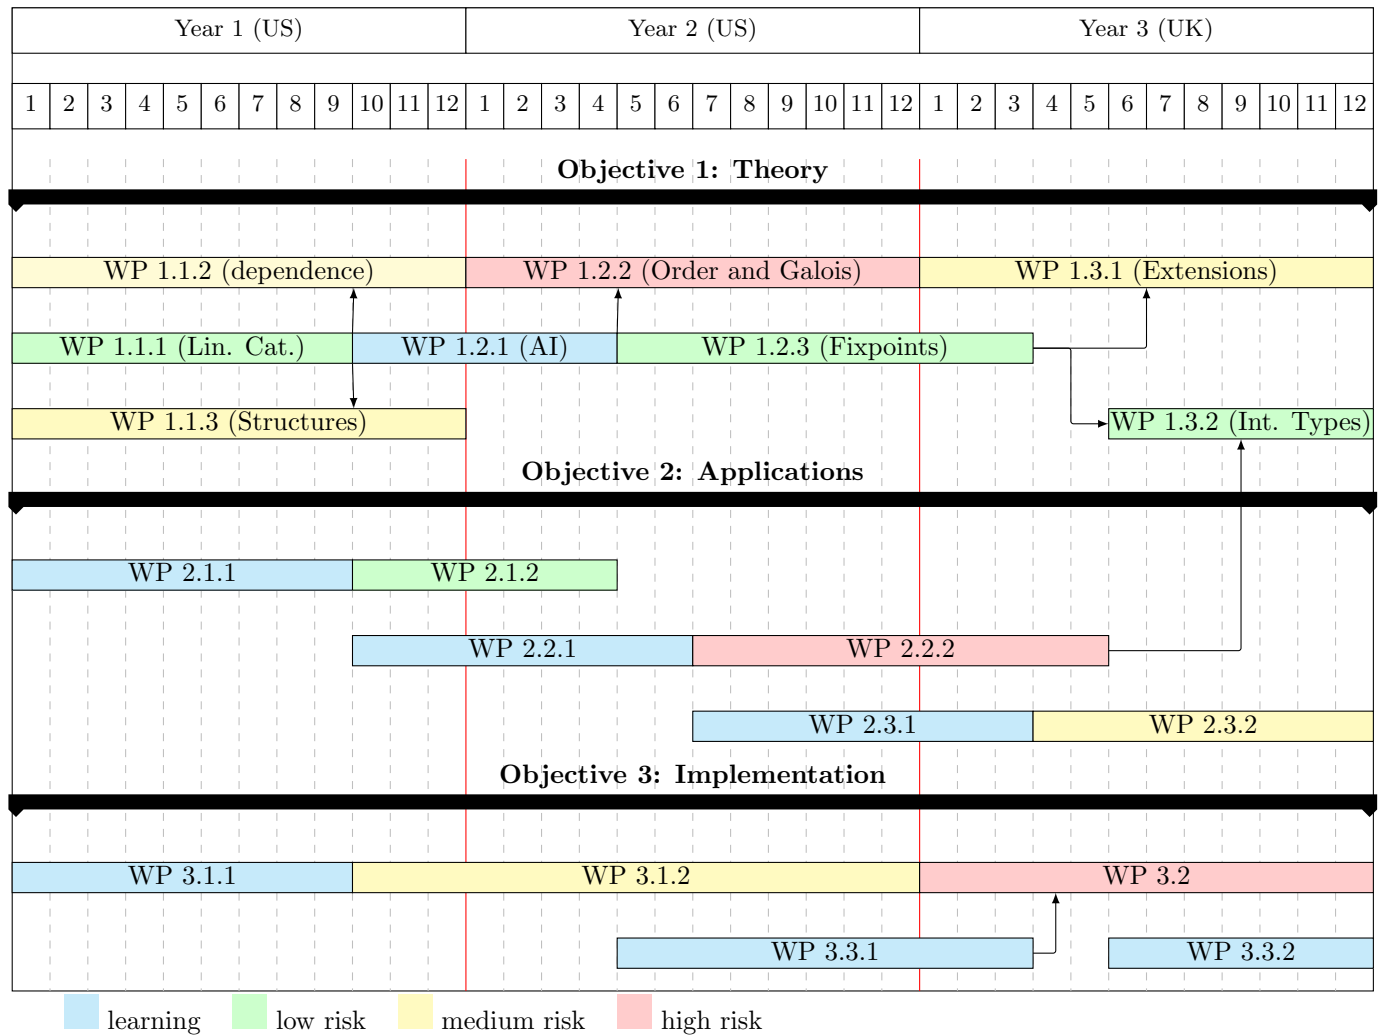 Year 1 (US) Year 2 (US) Year 3 (UK)
1 2 3 4 5 6 7 8 9 10 11 12 1 2 3 4 5 6 7 8 9 10 11 12 1 2 3 4 5 6 7 8 9 10 11 12
Objective 1: Theory
WP 1.1.2 (dependence) WP 1.2.2 (Order and Galois) WP 1.3.1 (Extensions)
WP 1.1.1 (Lin. Cat.) WP 1.2.1 (AI) WP 1.2.3 (Fixpoints)
WP 1.1.3 (Structures) WP 1.3.2 (Int. Types)
Objective 2: Applications
WP 2.1.1 WP 2.1.2
WP 2.2.1 WP 2.2.2
WP 2.3.1 WP 2.3.2
Objective 3: Implementation
WP 3.1.1 WP 3.1.2 WP 3.2
WP 3.3.1 WP 3.3.2
learning low risk medium risk high risk